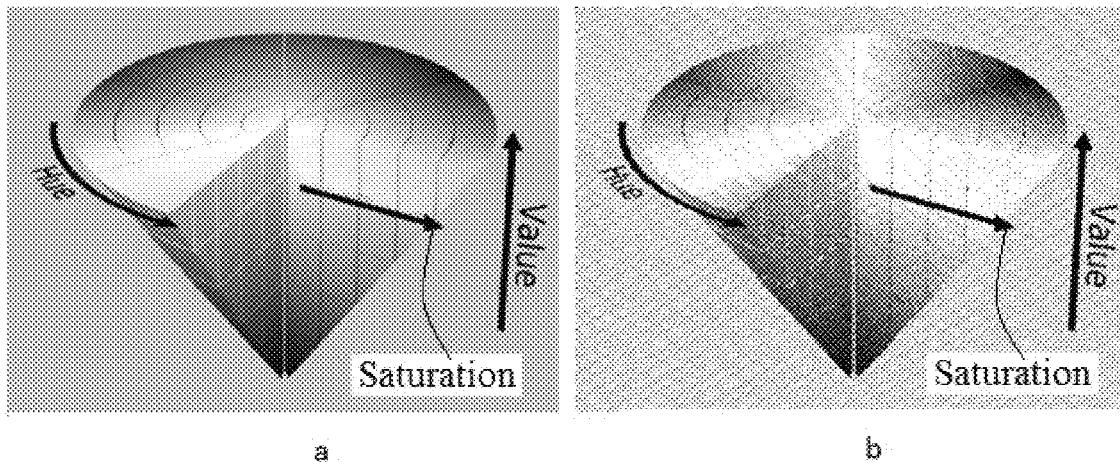 Hue
Value
Saturation
a
Hue
Value
Saturation
b